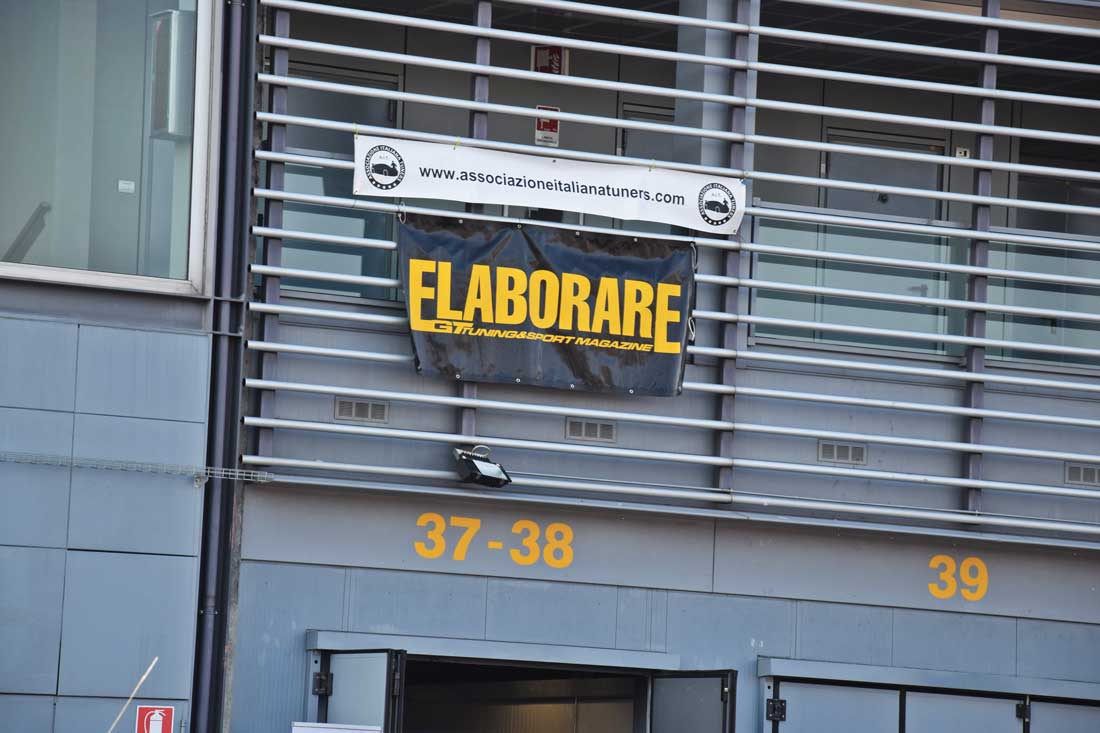 www.associazioneitalianatuners.com
ELABORARE
GT TUNING&SPORT MAGAZINE
37-38
39